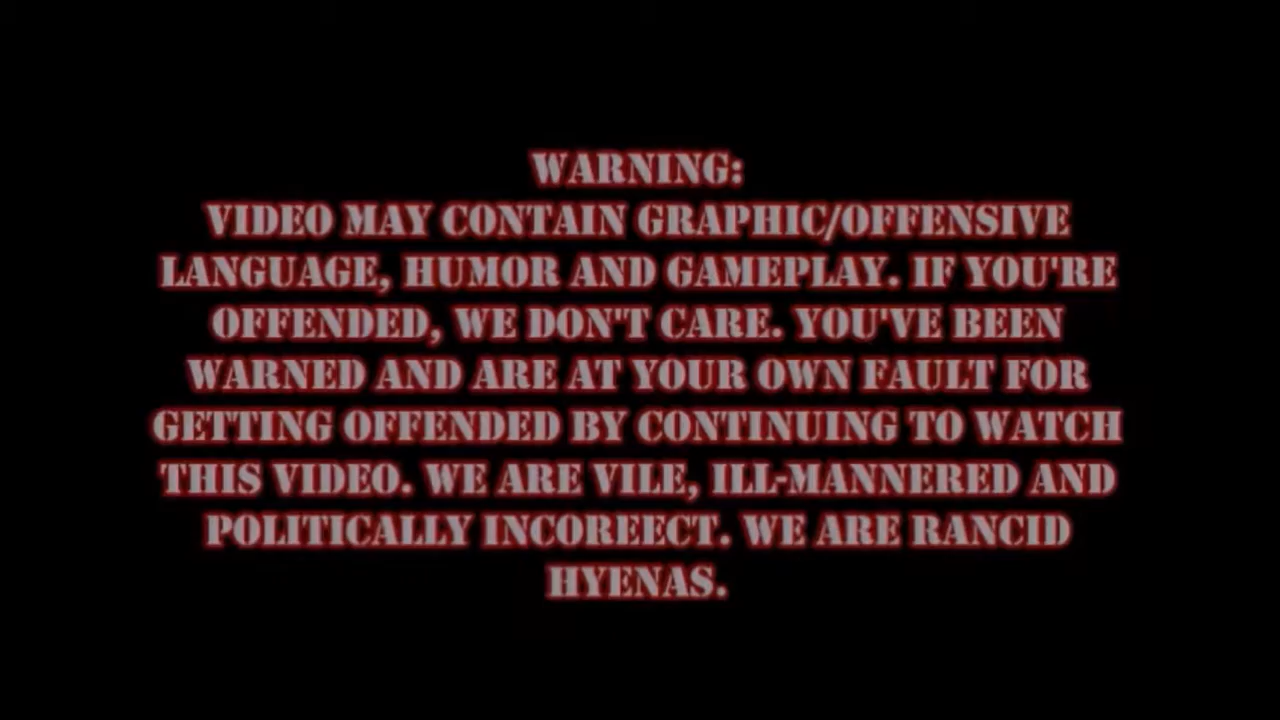 WARNING:
VIDEO MAY CONTAIN GRAPHIC/OFFENSIVE
LANGUAGE, HUMOR AND GAMEPLAY. IF YOU'RE
OFFENDED, WE DON'T CARE. YOU'VE BEEN
WARNED AND ARE AT YOUR OWN FAULT FOR
GETTING OFFENDED BY CONTINUING TO WATCH
THIS VIDEO. WE ARE VILE, ILL-MANNERED AND
POLITICALLY INCOREECT. WE ARE RANCID
HYENAS.